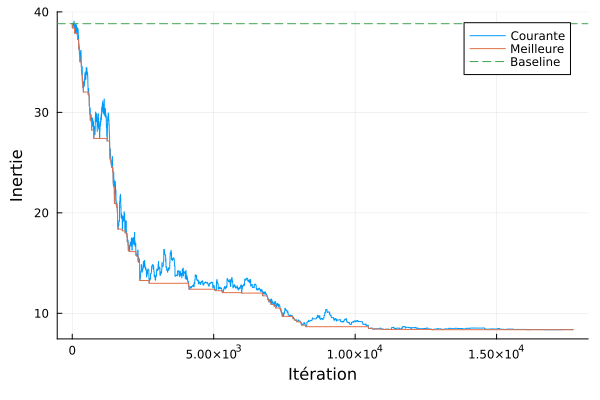 40
30
20
10
Inertie
Courante
Meilleure
Baseline
0
5.00×10³
1.00×10⁴
1.50×10⁴
Itération